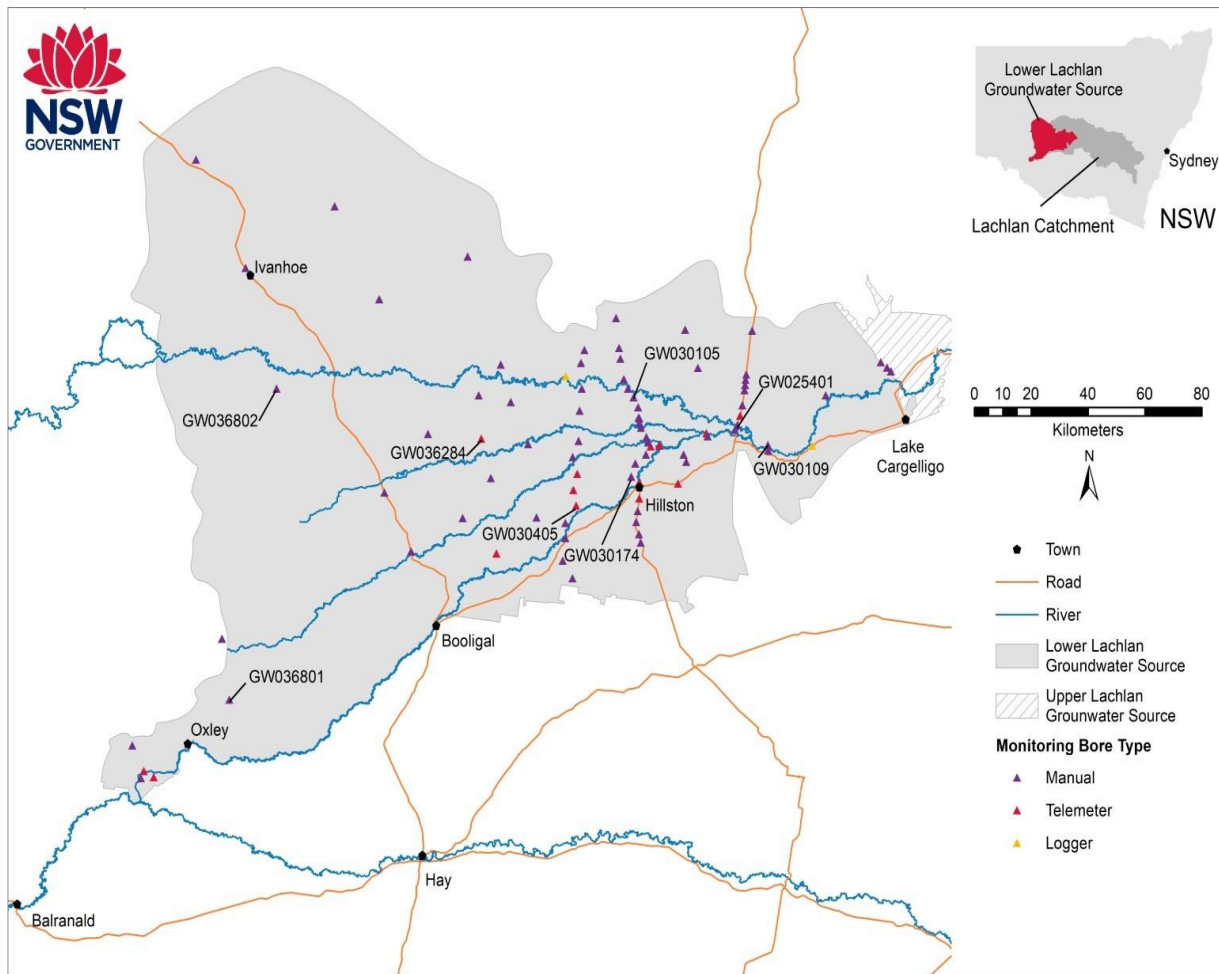 NSW
GOVERNMENT
Lower Lachlan
Groundwater Source
Sydney
Lachlan Catchment
NSW
Ivanhoe
GW030105
GW025401
GW036802
GW036284
GW030109
Lake
Cargelligo
Hillston
GW030405
GW030174
Booligal
GW036801
Oxley
Hay
Balranald
0 10 20 40 60 80
Kilometers
N
Town
Road
River
Lower Lachlan
Groundwater Source
Upper Lachlan
Grounwater Source
Monitoring Bore Type
Manual
Telemeter
Logger